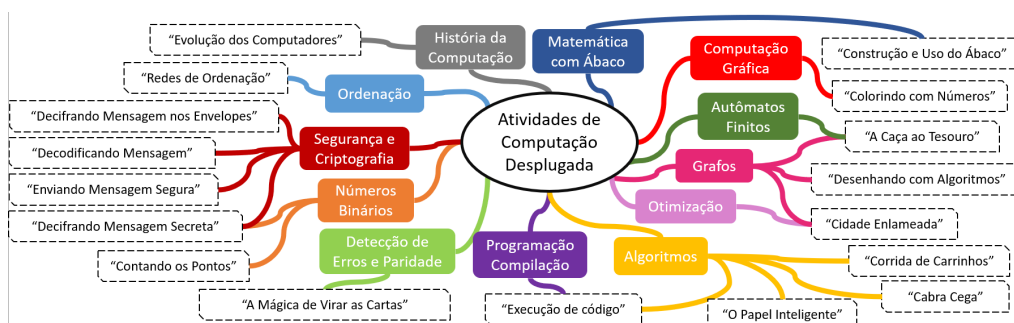 “Evolução dos Computadores”
História da
Computação
Matemática
com Ábaco
Computação
Gráfica
“Construção e Uso do Ábaco”
“Redes de Ordenação”
Ordenação
Atividades de
Computação
Desplugada
“Colorindo com Números”
“Decifrando Mensagem nos Envelopes”
Segurança e
Criptografia
Autômatos
Finitos
“A Caça ao Tesouro”
“Decodificando Mensagem”
Grafos
“Desenhando com Algoritmos”
“Enviando Mensagem Segura”
Números
Binários
Otimização
“Decifrando Mensagem Secreta”
“Cidade Enlameada”
“Contando os Pontos”
Detecção de
Erros e Paridade
Programação
Compilação
Algoritmos
“Corrida de Carrinhos”
“Cabra Cega”
“A Mágica de Virar as Cartas”
“Execução de código”
“O Papel Inteligente”